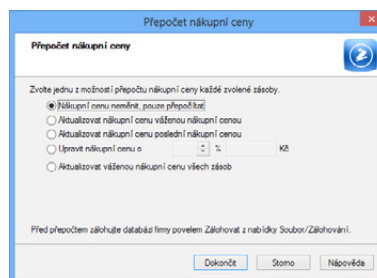 Přepočet nákupní ceny
Přepočet nákupní ceny
Zvolte jednu z možností přepočtu nákupní ceny každé zvolené zásoby.
Nákupní cenu neměnit, pouze přepočítat
Aktualizovat nákupní cenu váženou nákupní cenou
Aktualizovat nákupní cenu poslední nákupní cenou
Upravit nákupní cenu o % Kč
Aktualizovat váženou nákupní cenu všech zásob
Před přepočtem zálohujte databázi firmy povelem Zálohovat z nabídky Soubor/Zálohování.
Dokončit Storno Nápověda